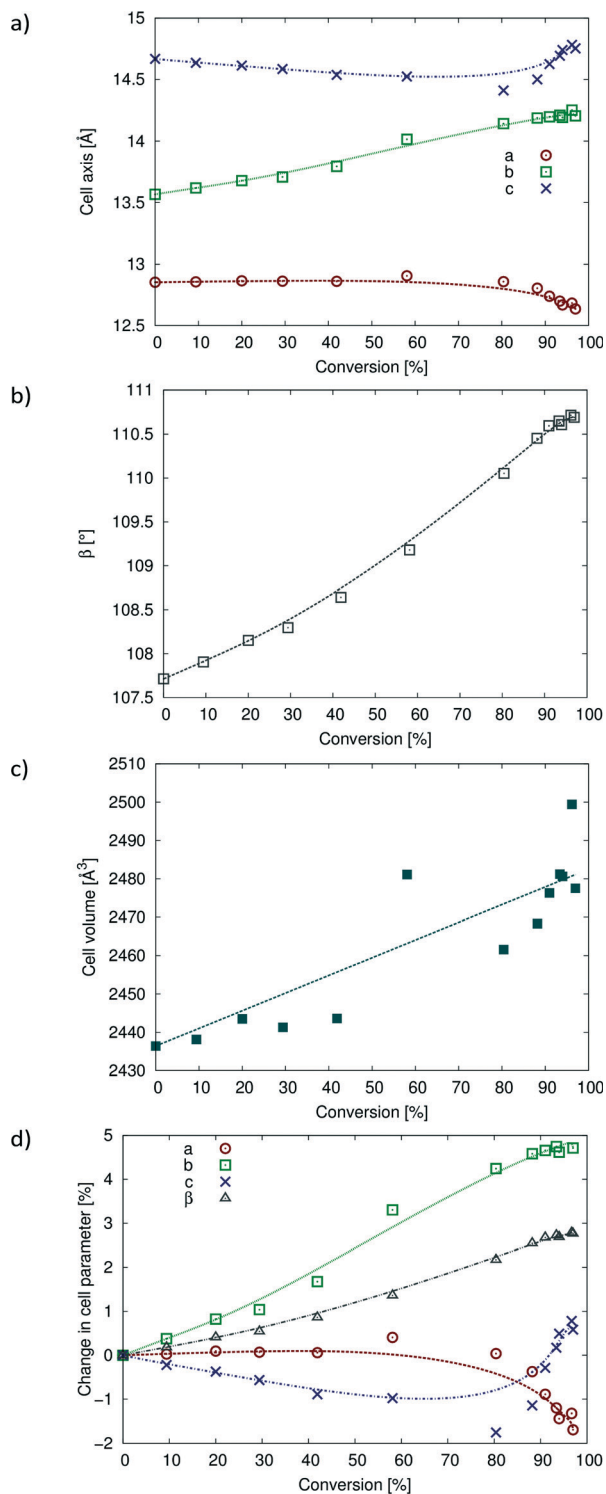 a)
15
14.5
14
13.5
13
12.5
Cell axis [Å]
a
b
c
0 10 20 30 40 50 60 70 80 90 100
Conversion [%]
b)
111
110.5
110
109.5
109
108.5
108
107.5
β [°]
0 10 20 30 40 50 60 70 80 90 100
Conversion [%]
c)
2510
2500
2490
2480
2470
2460
2450
2440
2430
Cell volume [Å³]
0 10 20 30 40 50 60 70 80 90 100
Conversion [%]
d)
5
4
3
2
1
0
-1
-2
Change in cell parameter [%]
a
b
c
β
0 10 20 30 40 50 60 70 80 90 100
Conversion [%]